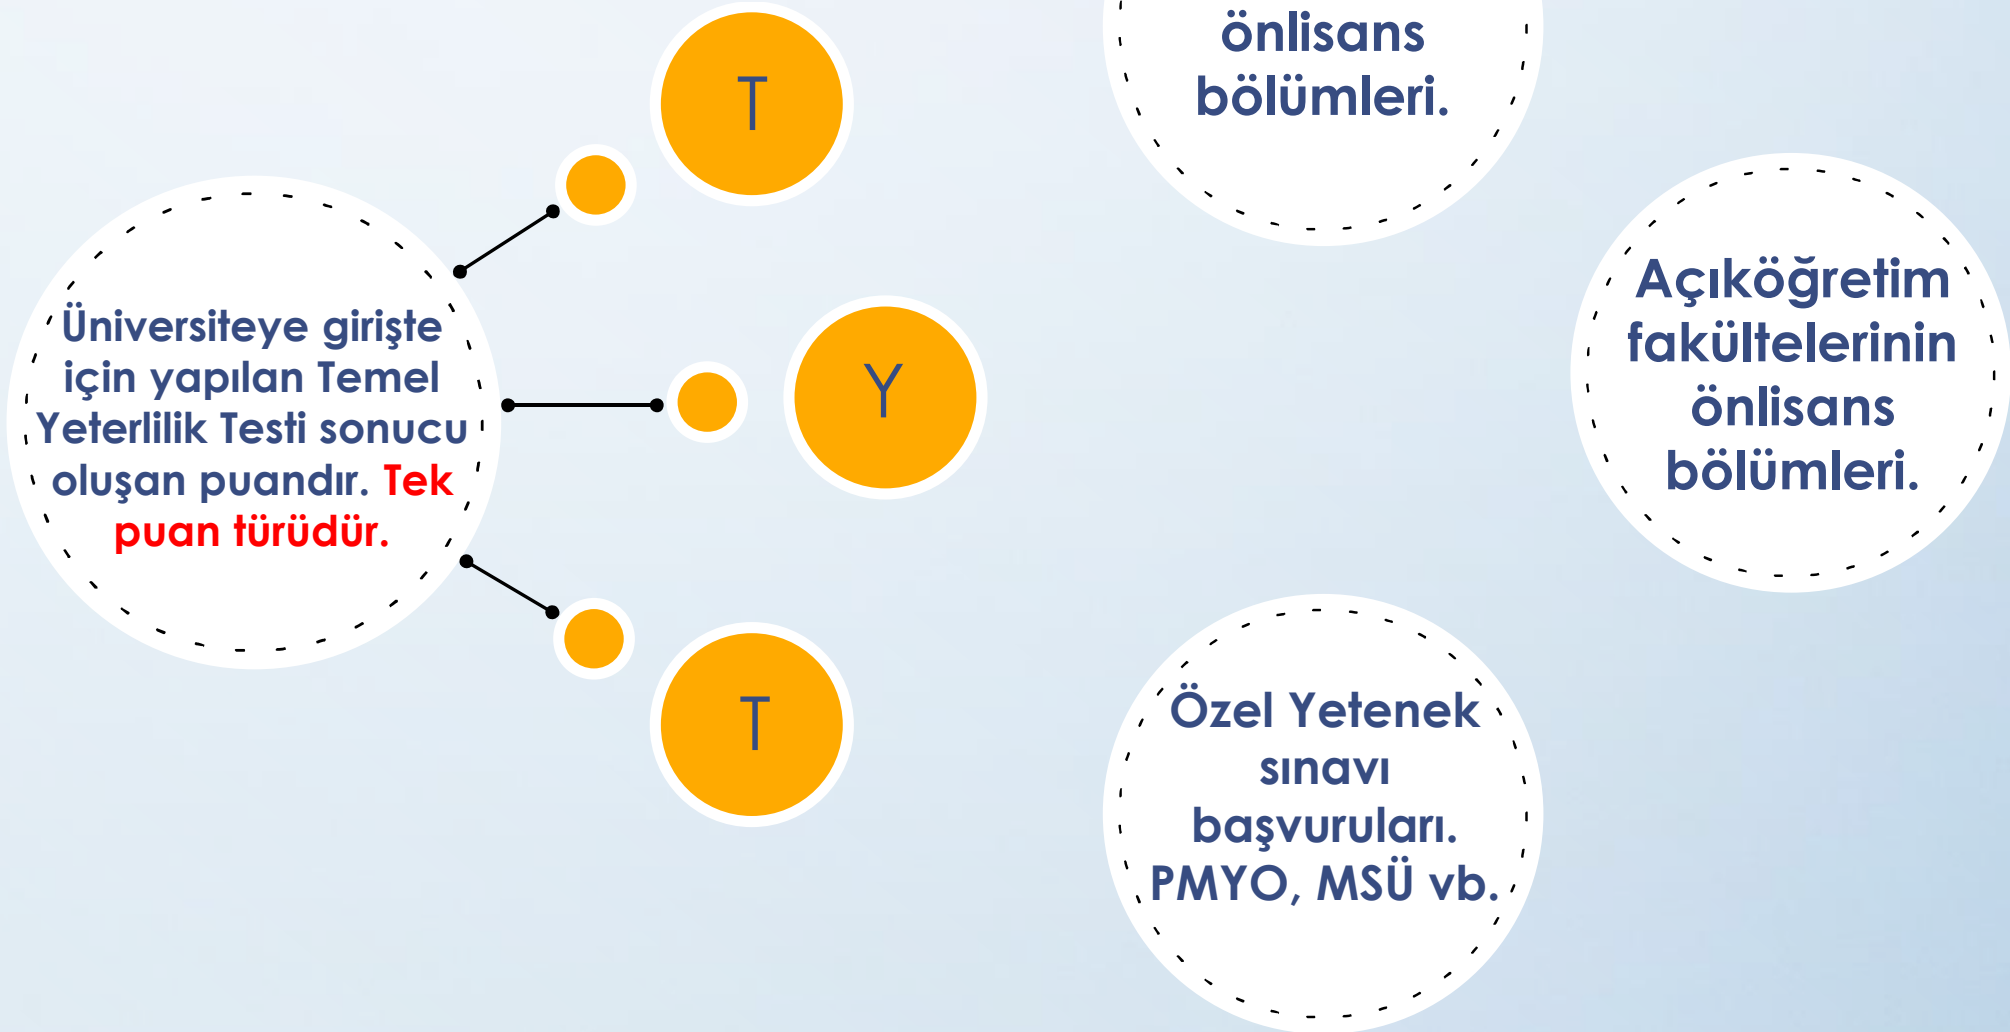 Üniversiteye girişte
için yapılan Temel
Yeterlilik Testi sonucu
oluşan puandır. Tek
puan türüdür.
T
Y
T
önlisans
bölümleri.
Açıköğretim
fakültelerinin
önlisans
bölümleri.
Özel Yetenek
sınavı
başvuruları.
PMYO, MSÜ vb.